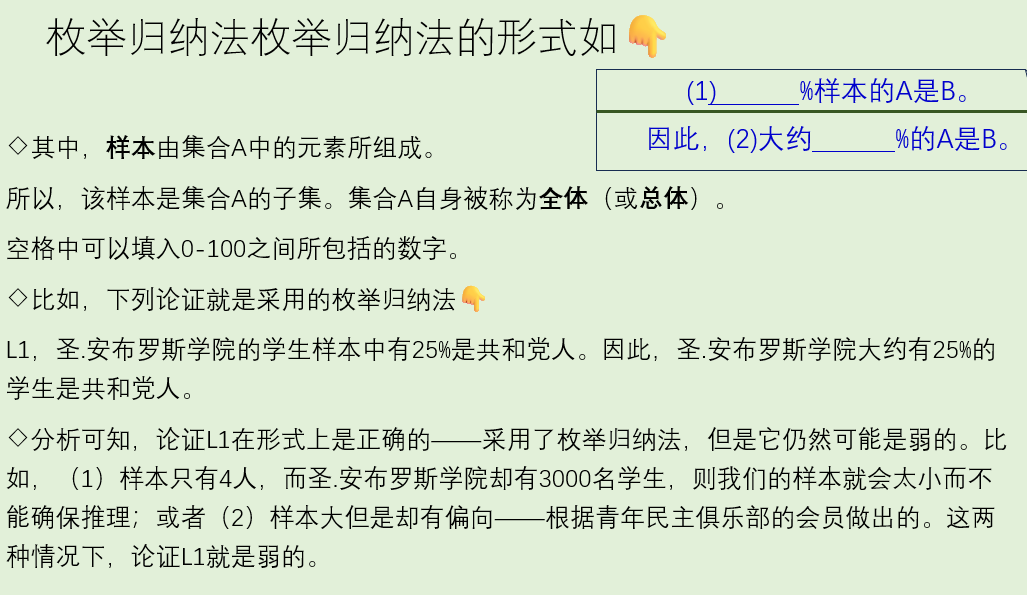 枚举归纳法枚举归纳法的形式如👇
(1)______%样本的A是B。
因此，(2)大约______%的A是B。
◇其中，样本由集合A中的元素所组成。
所以，该样本是集合A的子集。集合A自身被称为全体（或总体）。
空格中可以填入0-100之间所包括的数字。
◇比如，下列论证就是采用的枚举归纳法👇
L1，圣.安布罗斯学院的学生样本中有25%是共和党人。因此，圣.安布罗斯学院大约有25%的
学生是共和党人。
◇分析可知，论证L1在形式上是正确的——采用了枚举归纳法，但是它仍然可能是弱的。比
如，（1）样本只有4人，而圣.安布罗斯学院却有3000名学生，则我们的样本就会太小而不
能确保推理；或者（2）样本大但是却有偏向——根据青年民主俱乐部的会员做出的。这两
种情况下，论证L1就是弱的。